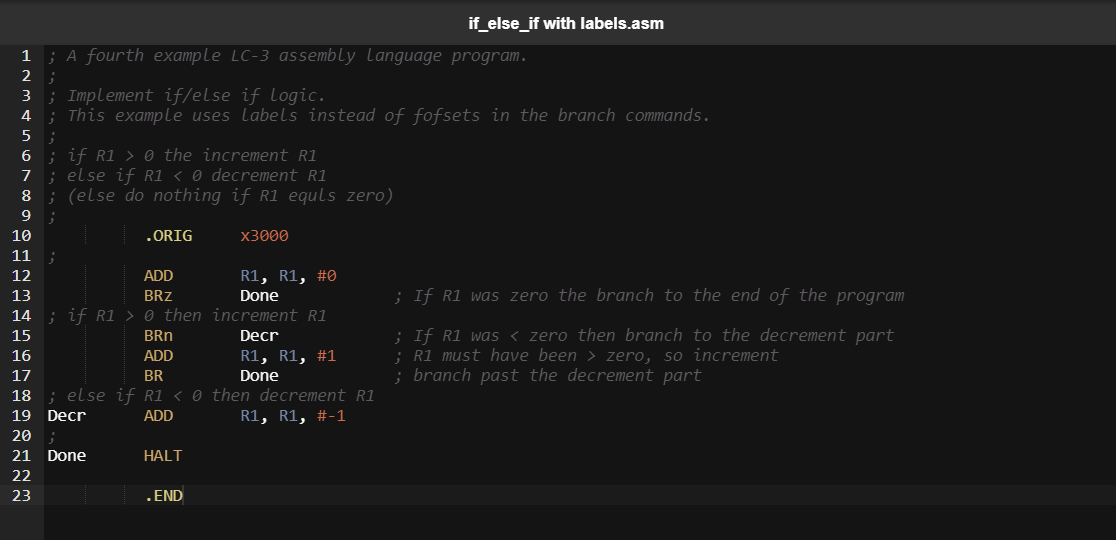 if_else_if with labels.asm
1 ; A fourth example LC-3 assembly language program.
2 ;
3 ; Implement if/else if logic.
4 ; This example uses labels instead of fofsets in the branch commands.
5 ;
6 ; if R1 > 0 the increment R1
7 ; else if R1 < 0 decrement R1
8 ; (else do nothing if R1 equls zero)
9 ;
10 .ORIG x3000
11 ;
12 ADD R1, R1, #0
13 BRz Done ; If R1 was zero the branch to the end of the program
14 ; if R1 > 0 then increment R1
15 BRn Decr ; If R1 was < zero then branch to the decrement part
16 ADD R1, R1, #1 ; R1 must have been > zero, so increment
17 BR Done ; branch past the decrement part
18 ; else if R1 < 0 then decrement R1
19 Decr ADD R1, R1, #-1
20 ;
21 Done HALT
22
23 .END